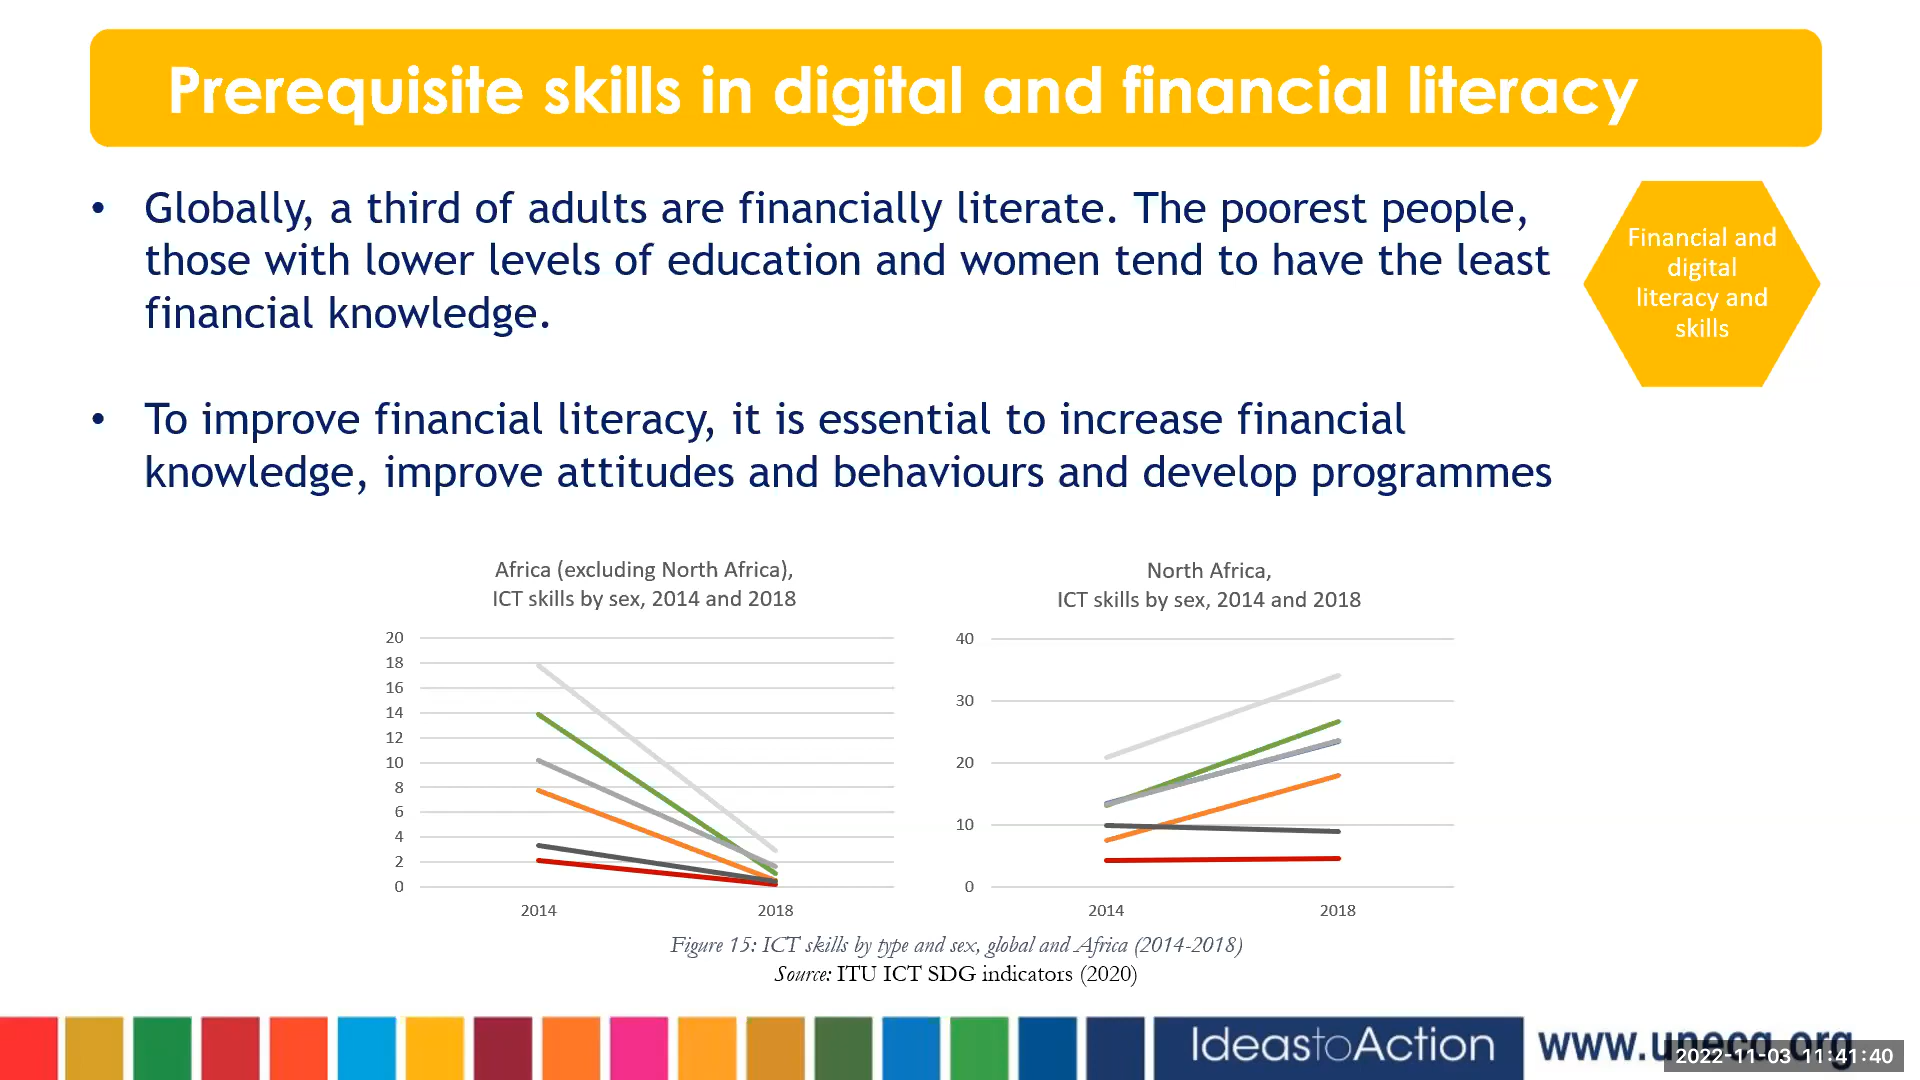 Prerequisite skills in digital and financial literacy
• Globally, a third of adults are financially literate. The poorest people,
those with lower levels of education and women tend to have the least
financial knowledge.
• To improve financial literacy, it is essential to increase financial
knowledge, improve attitudes and behaviours and develop programmes
Financial and
digital
literacy and
skills
Africa (excluding North Africa),
ICT skills by sex, 2014 and 2018
20
18
16
14
12
10
8
6
4
2
0
2014 2018
North Africa,
ICT skills by sex, 2014 and 2018
40
30
20
10
0
2014 2018
Figure 15: ICT skills by type and sex, global and Africa (2014-2018)
Source: ITU ICT SDG indicators (2020)
IdeastoAction
www.uneca.org
2022-11-03 11:41:40